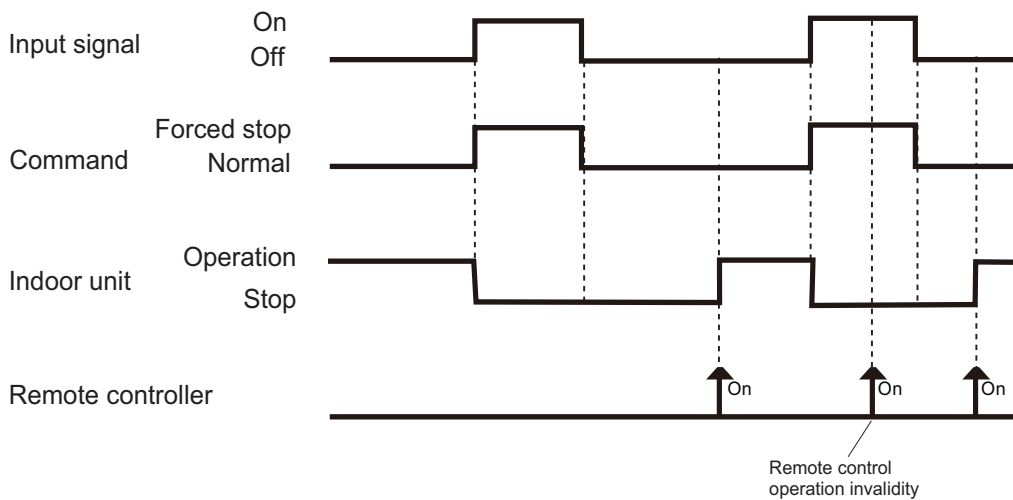 Input signal
On
Off
Command
Forced stop
Normal
Indoor unit
Operation
Stop
Remote controller
On
On
On
Remote control
operation invalidity